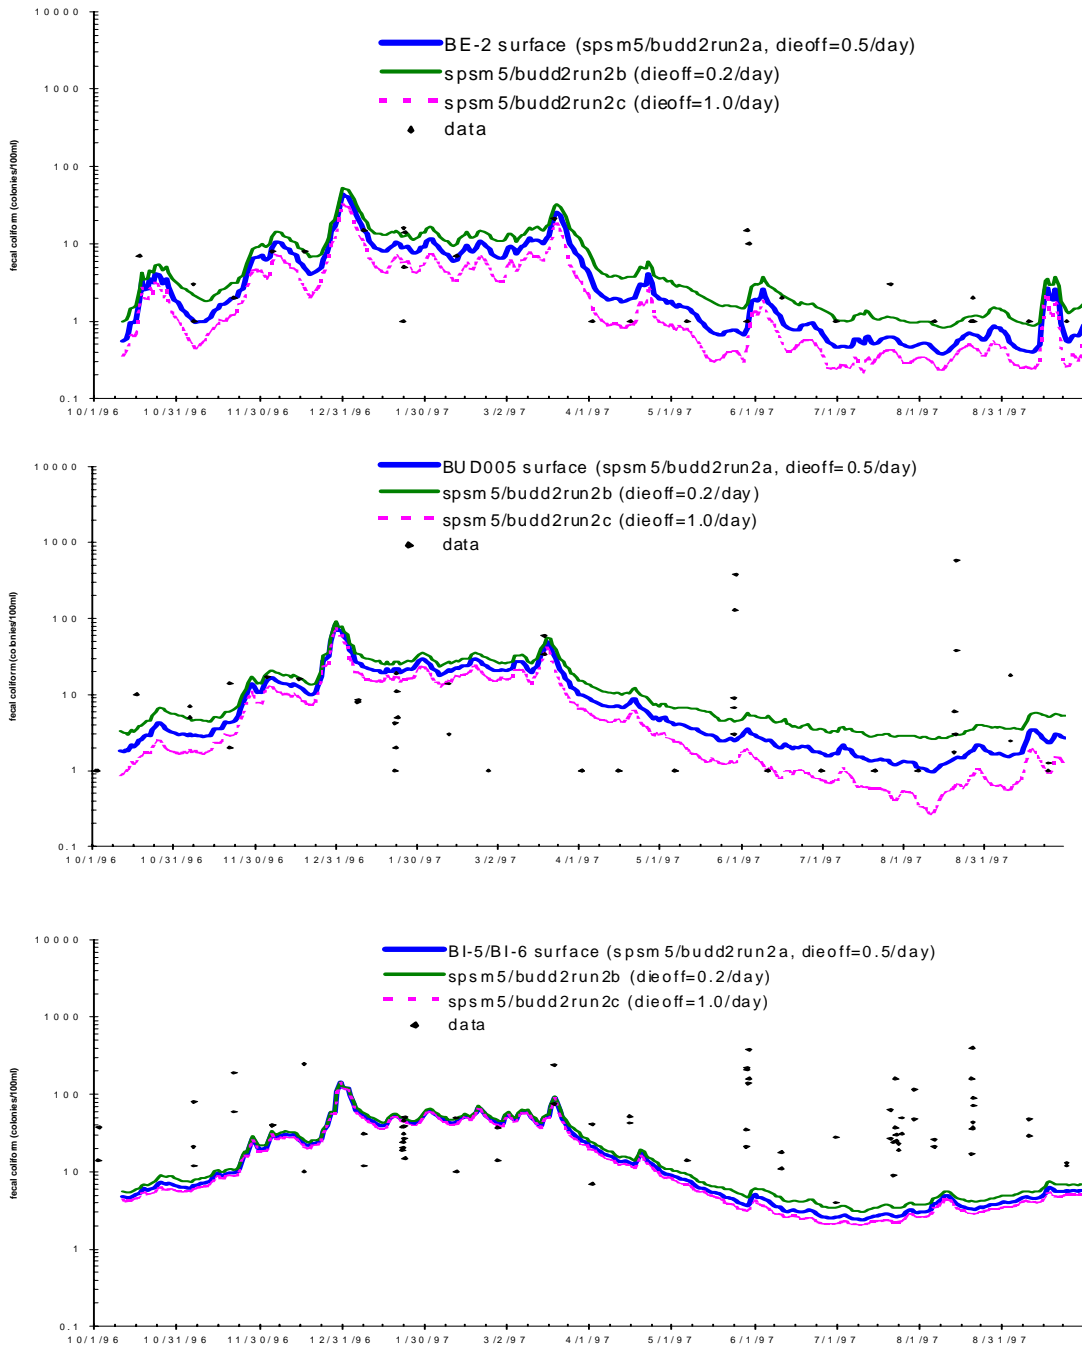 10000
BE-2 surface (spsm5/budd2run2a, dieoff=0.5/day)
spsm5/budd2run2b (dieoff=0.2/day)
spsm5/budd2run2c (dieoff=1.0/day)
data
1000
100
10
1
0.1
fecal coliform (colonies/100ml)
10/1/96 10/31/96 11/30/96 12/31/96 1/30/97 3/2/97 4/1/97 5/1/97 6/1/97 7/1/97 8/1/97 8/31/97
10000
BUD005 surface (spsm5/budd2run2a, dieoff=0.5/day)
spsm5/budd2run2b (dieoff=0.2/day)
spsm5/budd2run2c (dieoff=1.0/day)
data
1000
100
10
1
0.1
fecal coliform (colonies/100ml)
10/1/96 10/31/96 11/30/96 12/31/96 1/30/97 3/2/97 4/1/97 5/1/97 6/1/97 7/1/97 8/1/97 8/31/97
10000
BI-5/BI-6 surface (spsm5/budd2run2a, dieoff=0.5/day)
spsm5/budd2run2b (dieoff=0.2/day)
spsm5/budd2run2c (dieoff=1.0/day)
data
1000
100
10
1
0.1
fecal coliform (colonies/100ml)
10/1/96 10/31/96 11/30/96 12/31/96 1/30/97 3/2/97 4/1/97 5/1/97 6/1/97 7/1/97 8/1/97 8/31/97